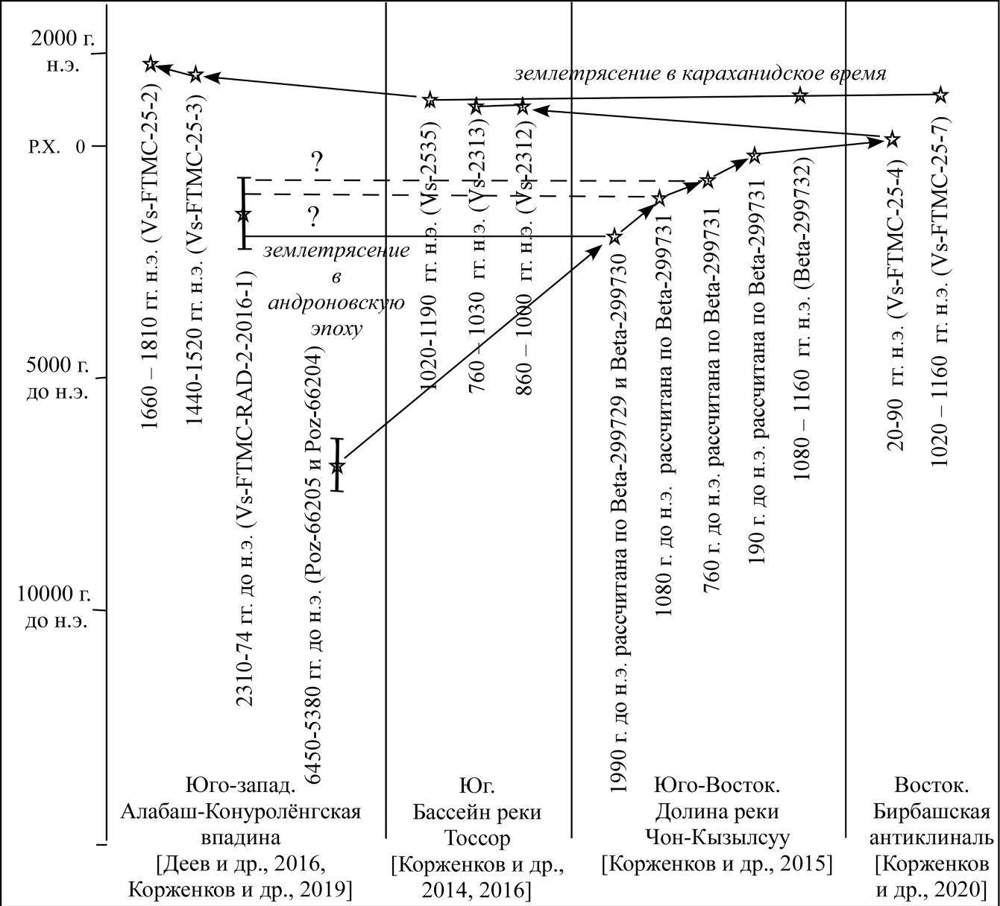 2000 г.
н.э.
Р.Х. 0
5000 г.
до н.э.
10000 г.
до н.э.
землетрясение в караханидское время
?
?
землетрясение
в
андроновскую
эпоху
1660 – 1810 гг. н.э. (Vs-FTMC-25-2)
1440-1520 гг. н.э. (Vs-FTMC-25-3)
2310-74 гг. до н.э. (Vs-FTMC-RAD-2-2016-1)
6450-5380 гг. до н.э. (Poz-66205 и Poz-66204)
1020-1190 гг. н.э. (Vs-2535)
760 – 1030 гг. н.э. (Vs-2313)
860 – 1000 гг. н.э. (Vs-2312)
1990 г. до н.э. рассчитана по Beta-299729 и Beta-299730
1080 г. до н.э. рассчитана по Beta-299731
760 г. до н.э. рассчитана по Beta-299731
190 г. до н.э. рассчитана по Beta-299731
1080 – 1160 гг. н.э. (Beta-299732)
20-90 гг. н.э. (Vs-FTMC-25-4)
1020 – 1160 гг. н.э. (Vs-FTMC-25-7)
Юго-запад.
Алабаш-Конуролёнгская
впадина
[Деев и др., 2016,
Корженков и др., 2019]
Юг.
Бассейн реки
Тоссор
[Корженков и др.,
2014, 2016]
Юго-Восток.
Долина реки
Чон-Кызылсуу
[Корженков и др., 2015]
Восток.
Бирбашская
антиклиналь
[Корженков
и др., 2020]